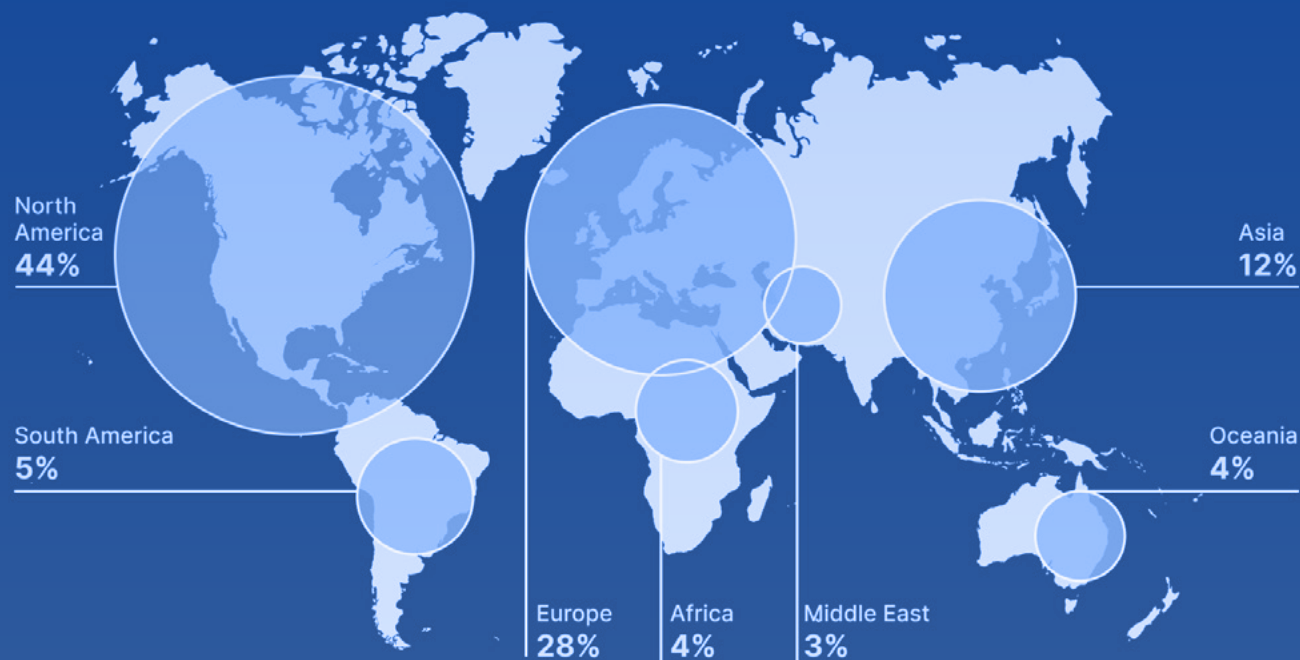 North
America
44%
Asia
12%
South America
5%
Oceania
4%
Europe
28%
Africa
4%
Middle East
3%